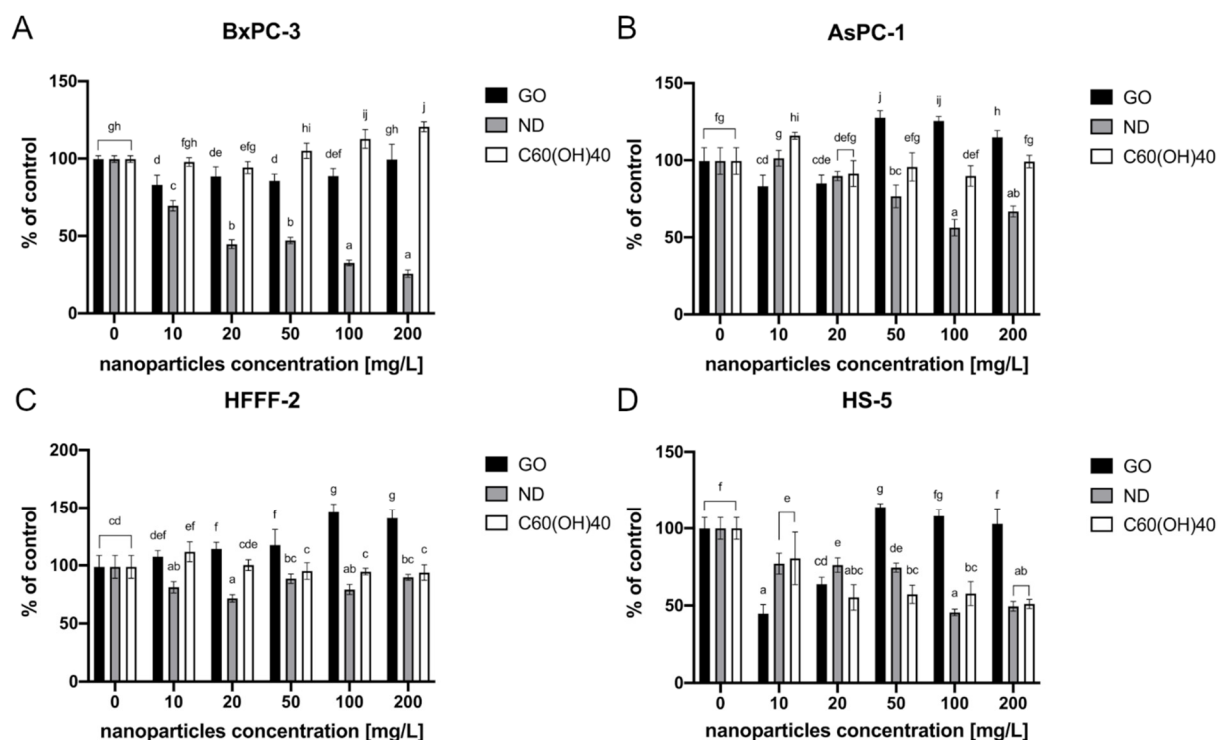 A
BxPC-3
% of control
150
100
50
0
gh
d
c
fgh
de
b
efg
d
b
hi
def
a
ij
gh
a
j
0 10 20 50 100 200
nanoparticles concentration [mg/L]
GO
ND
C60(OH)40
B
AsPC-1
% of control
150
100
50
0
fg
cd
g
hi
cde
defg
j
bc
efg
ij
a
def
h
ab
fg
0 10 20 50 100 200
nanoparticles concentration [mg/L]
GO
ND
C60(OH)40
C
HFFF-2
% of control
200
150
100
50
0
cd
def
ab
ef
f
a
cde
f
bc
c
g
ab
c
g
bc
c
0 10 20 50 100 200
nanoparticles concentration [mg/L]
GO
ND
C60(OH)40
D
HS-5
% of control
150
100
50
0
f
a
e
cd
e
abc
g
de
bc
fg
a
bc
f
ab
0 10 20 50 100 200
nanoparticles concentration [mg/L]
GO
ND
C60(OH)40